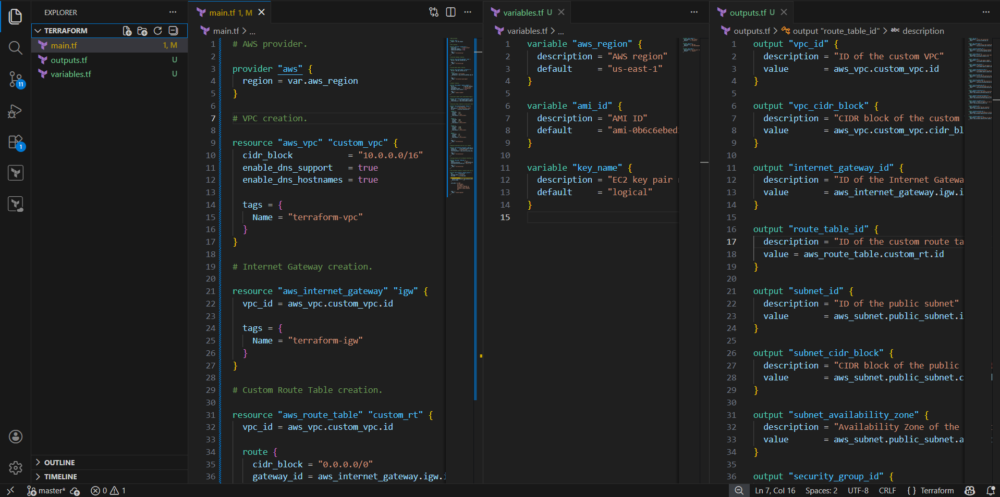 EXPLORER
TERRAFORM
main.tf 1, M
outputs.tf U
variables.tf U
OUTLINE
TIMELINE
main.tf 1, M
main.tf > ...
1 # AWS provider.
2
3 provider "aws" {
4 region = var.aws_region
5 }
6
7 # VPC creation.
8
9 resource "aws_vpc" "custom_vpc" {
10 cidr_block = "10.0.0.0/16"
11 enable_dns_support = true
12 enable_dns_hostnames = true
13
14 tags = {
15 Name = "terraform-vpc"
16 }
17 }
18
19 # Internet Gateway creation.
20
21 resource "aws_internet_gateway" "igw" {
22 vpc_id = aws_vpc.custom_vpc.id
23
24 tags = {
25 Name = "terraform-igw"
26 }
27 }
28
29 # Custom Route Table creation.
30
31 resource "aws_route_table" "custom_rt" {
32 vpc_id = aws_vpc.custom_vpc.id
33
34 route {
35 cidr_block = "0.0.0.0/0"
36 gateway_id = aws_internet_gateway.igw.i
variables.tf U
variables.tf > ...
1 variable "aws_region" {
2 description = "AWS region"
3 default = "us-east-1"
4 }
5
6 variable "ami_id" {
7 description = "AMI ID"
8 default = "ami-0b6c6ebed
9 }
10
11 variable "key_name" {
12 description = "EC2 key pair
13 default = "logical"
14 }
15
outputs.tf U
outputs.tf > output "route_table_id" > abc description
1 output "vpc_id" {
2 description = "ID of the custom VPC"
3 value = aws_vpc.custom_vpc.id
4 }
5
6 output "vpc_cidr_block" {
7 description = "CIDR block of the custom
8 value = aws_vpc.custom_vpc.cidr_bl
9 }
10
11 output "internet_gateway_id" {
12 description = "ID of the Internet Gatewa
13 value = aws_internet_gateway.igw.i
14 }
15
16 output "route_table_id" {
17 description = "ID of the custom route ta
18 value = aws_route_table.custom_rt.id
19 }
20
21 output "subnet_id" {
22 description = "ID of the public subnet"
23 value = aws_subnet.public_subnet.i
24 }
25
26 output "subnet_cidr_block" {
27 description = "CIDR block of the public
28 value = aws_subnet.public_subnet.c
29 }
30
31 output "subnet_availability_zone" {
32 description = "Availability Zone of the
33 value = aws_subnet.public_subnet.a
34 }
35
36 output "security_group_id" {
11
1
master* 0 1
Ln 7, Col 16 Spaces: 2 UTF-8 CRLF { } Terraform